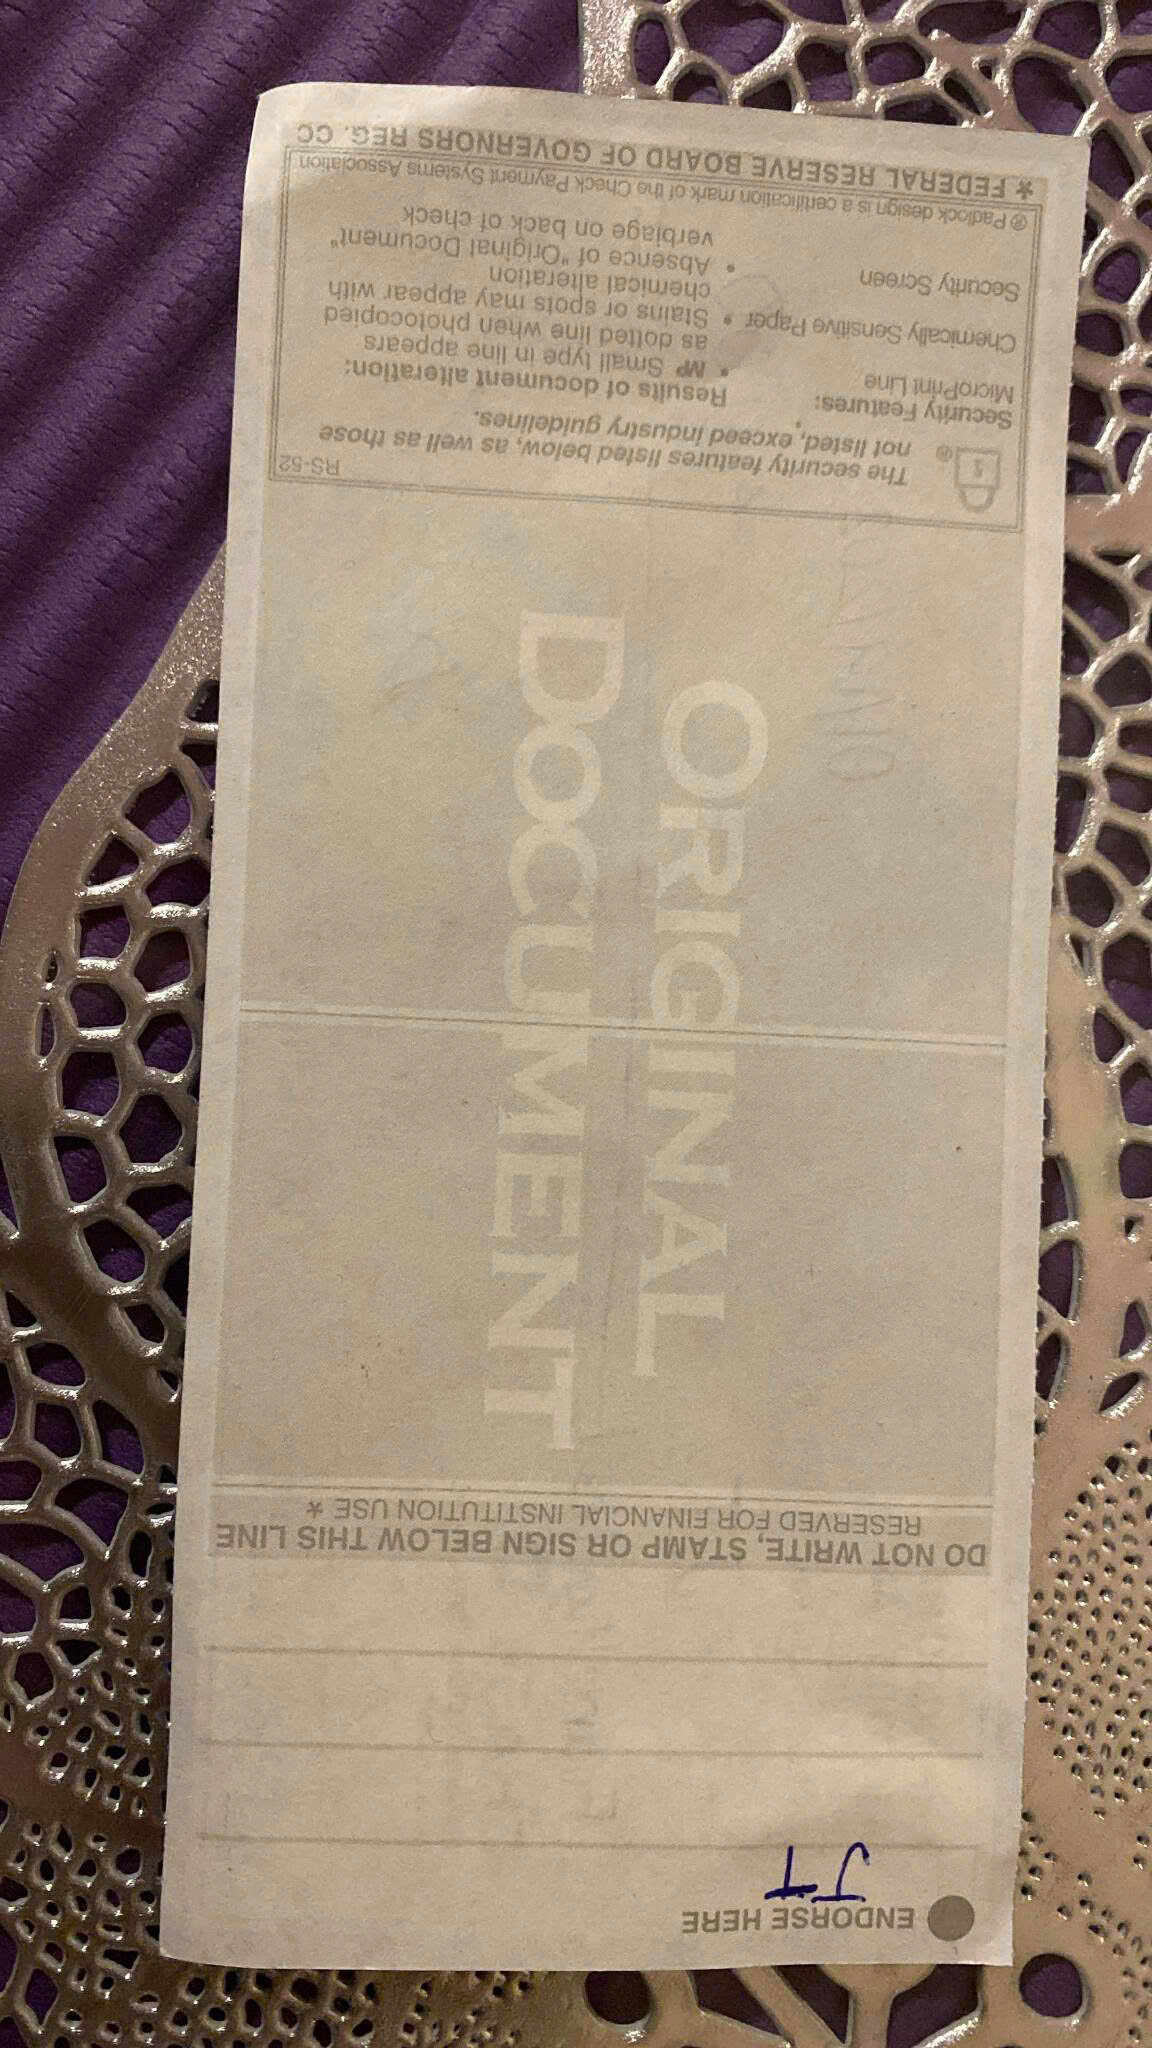 ENDORSE HERE
JT
DO NOT WRITE, STAMP OR SIGN BELOW THIS LINE
RESERVED FOR FINANCIAL INSTITUTION USE *
ORIGINAL
DOCUMENT
The security features listed below, as well as those
not listed, exceed industry guidelines.
RS-52
Security Features:
Results of document alteration:
MicroPrint Line
• MP Small type in line appears
as dotted line when photocopied
Chemically Sensitive Paper
• Stains or spots may appear with
chemical alteration
Security Screen
• Absence of "Original Document"
verbiage on back of check
® Padlock design is a certification mark of the Check Payment Systems Association
* FEDERAL RESERVE BOARD OF GOVERNORS REG. CC